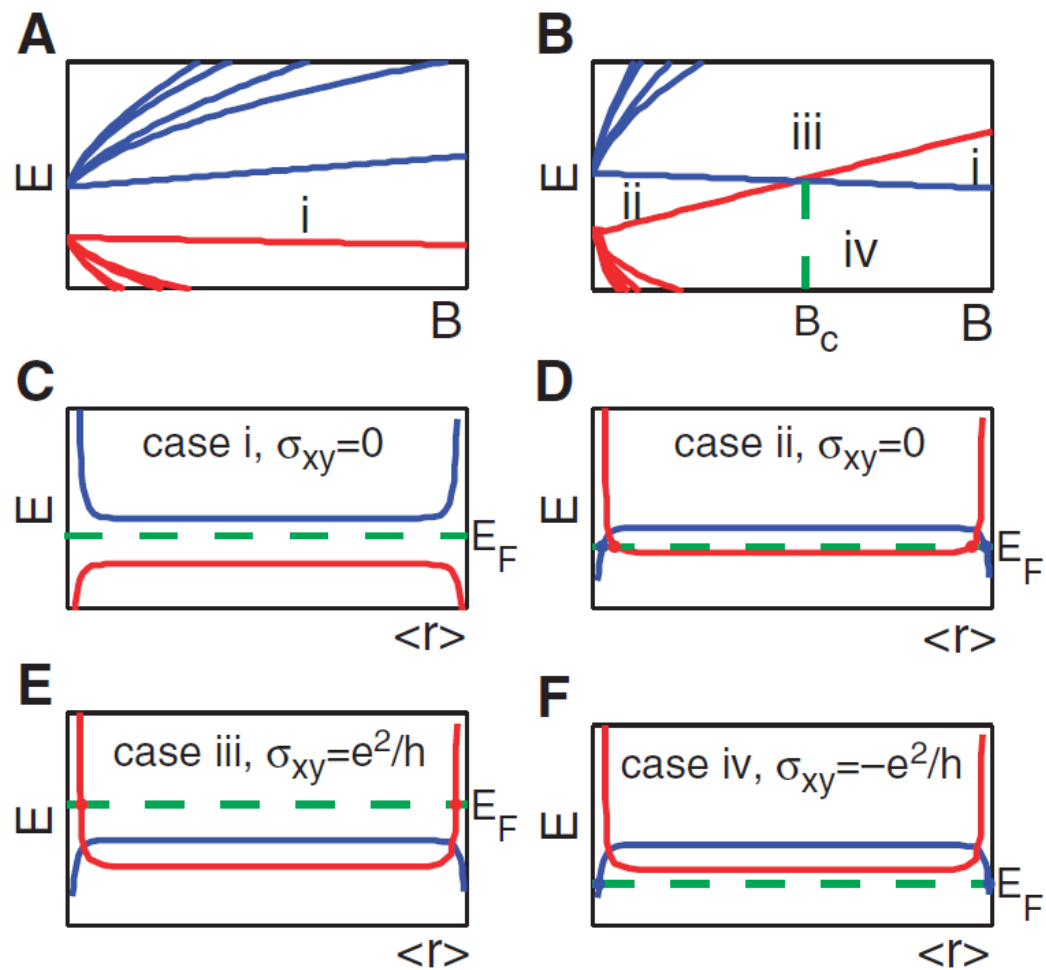 A
B
E
i
B
E
ii
iii
i
iv
B_c
B
C
D
case i, σ_xy=0
E
E_F
<r>
case ii, σ_xy=0
E
E_F
<r>
E
F
case iii, σ_xy=e²/h
E
E_F
<r>
case iv, σ_xy=−e²/h
E
E_F
<r>